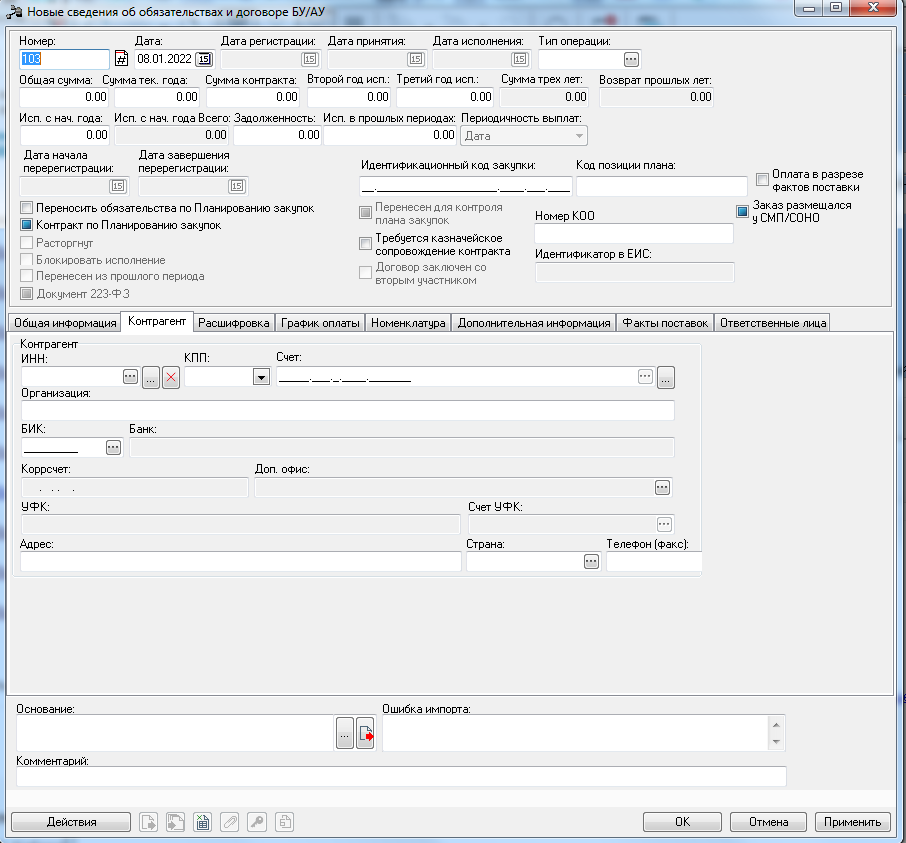 Новые сведения об обязательствах и договоре БУ/АУ
Номер: Дата: Дата регистрации: Дата принятия: Дата исполнения: Тип операции:
103 08.01.2022 15 15 15 15
Общая сумма: Сумма тек. года: Сумма контракта: Второй год исп.: Третий год исп.: Сумма трех лет: Возврат прошлых лет:
0.00 0.00 0.00 0.00 0.00 0.00 0.00
Исп. с нач. года: Исп. с нач. года Всего: Задолженность: Исп. в прошлых периодах: Периодичность выплат:
0.00 0.00 0.00 0.00 Дата
Дата начала перерегистрации:
Дата завершения перерегистрации:
15 15
Идентификационный код закупки: Код позиции плана:
Оплата в разрезе
фактов поставки
Переносить обязательства по Планированию закупок
Контракт по Планированию закупок
Расторгнут
Блокировать исполнение
Перенесен из прошлого периода
Документ 223-ФЗ
Перенесен для контроля
плана закупок
Требуется казначейское
сопровождение контракта
Договор заключен со
вторым участником
Номер КОО
Идентификатор в ЕИС:
Заказ размещался
у СМП/СОНО
Общая информация Контрагент Расшифровка График оплаты Номенклатура Дополнительная информация Факты поставок Ответственные лица
Контрагент
ИНН: КПП: Счет:
Организация:
БИК: Банк:
Коррсчет: Доп. офис:
УФК: Счет УФК:
Адрес: Страна: Телефон (факс):
Основание: Ошибка импорта:
Комментарий:
Действия ОК Отмена Применить